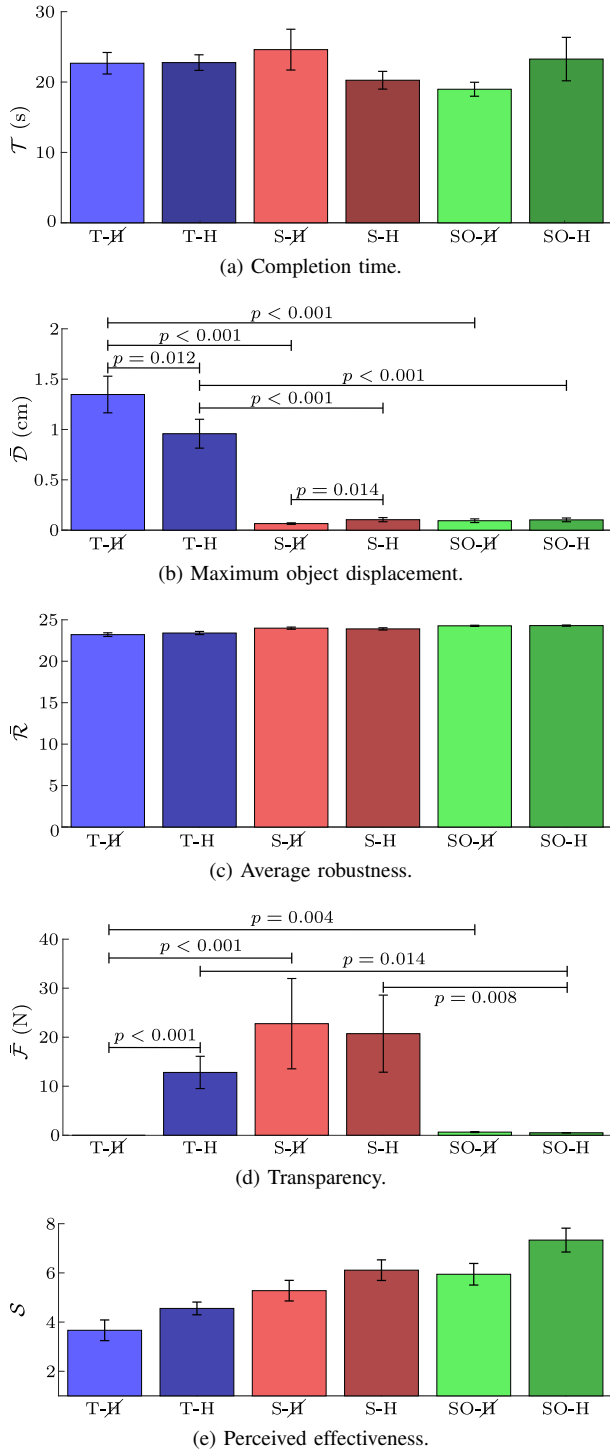 30
20
10
0
𝒯 (s)
T-H̸ T-H S-H̸ S-H SO-H̸ SO-H
(a) Completion time.
p < 0.001
2
p < 0.001
p = 0.012
p < 0.001
1.5
p < 0.001
1
D̄ (cm)
0.5
p = 0.014
0
T-H̸ T-H S-H̸ S-H SO-H̸ SO-H
(b) Maximum object displacement.
25
20
15
10
5
0
R̄
T-H̸ T-H S-H̸ S-H SO-H̸ SO-H
(c) Average robustness.
p = 0.004
40
p < 0.001
p = 0.014
30
p = 0.008
p < 0.001
20
F̄ (N)
10
0
T-H̸ T-H S-H̸ S-H SO-H̸ SO-H
(d) Transparency.
8
6
4
2
𝒮
T-H̸ T-H S-H̸ S-H SO-H̸ SO-H
(e) Perceived effectiveness.